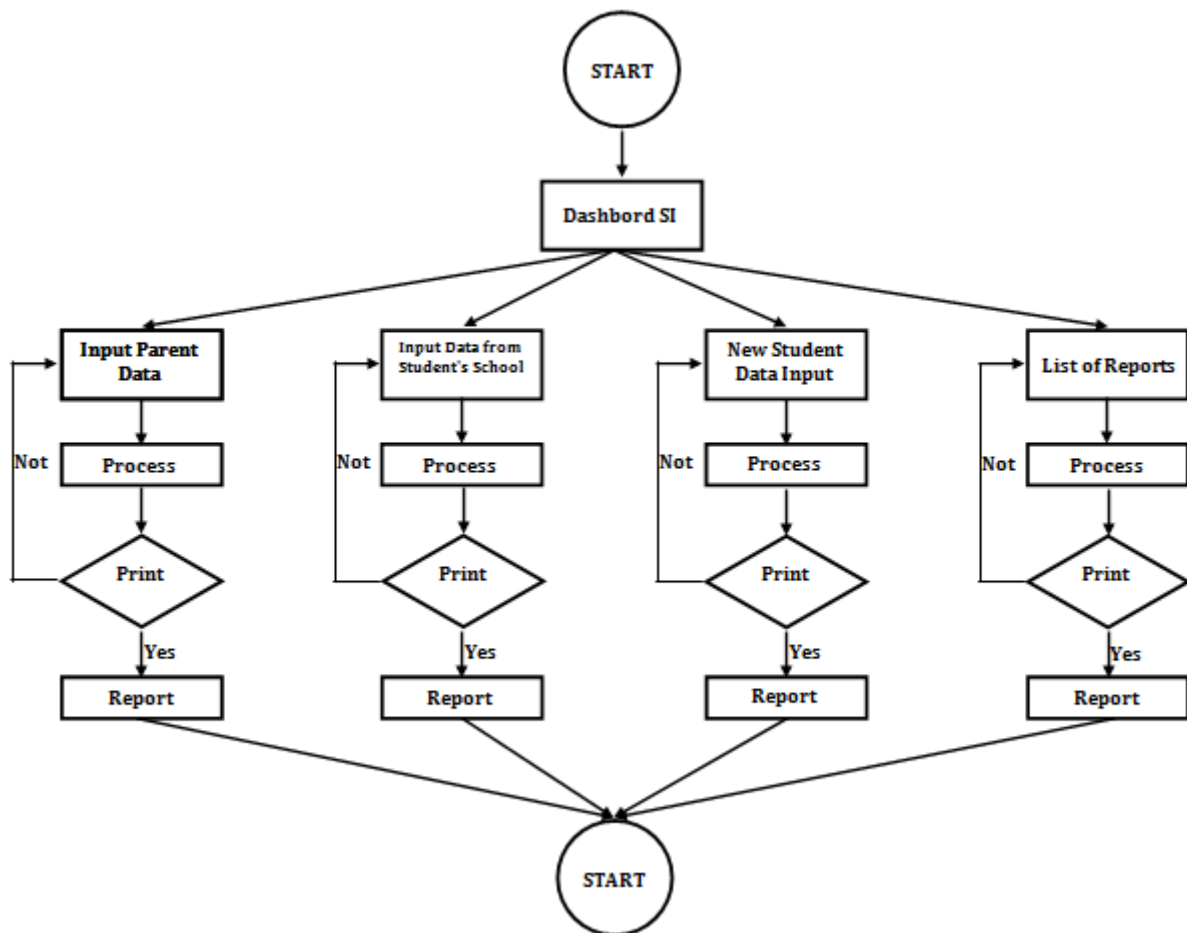 START
Dashbord SI
Input Parent
Data
Input Data from
Student's School
New Student
Data Input
List of Reports
Not
Process
Not
Process
Not
Process
Not
Process
Print
Print
Print
Print
Yes
Yes
Yes
Yes
Report
Report
Report
Report
START